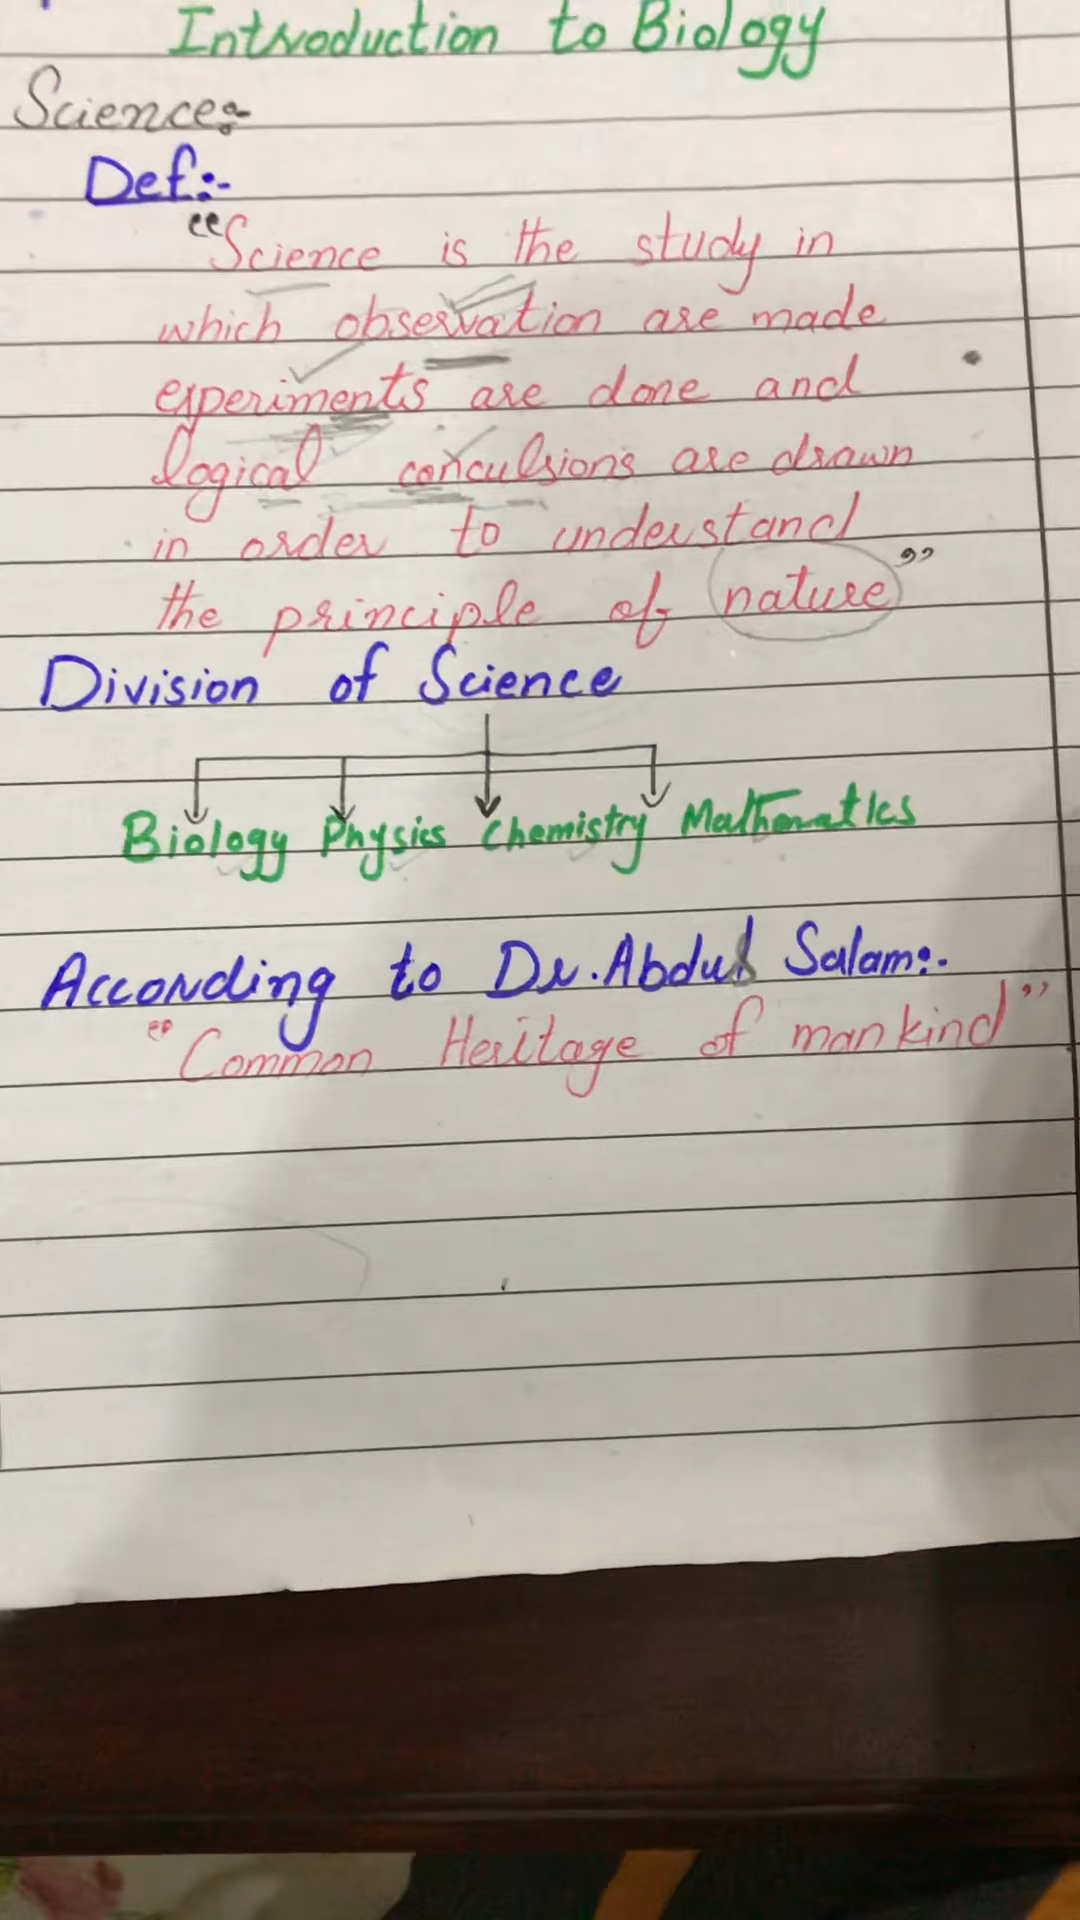 Introduction to Biology
Science:-
Def:-
"Science is the study in
which observation are made
experiments are done and
logical conculsions are drawn
in order to understand
the principle of nature"
Division of Science
Biology Physics Chemistry Mathematics
According to Dr. Abdul Salam:-
"Common Heritage of mankind"